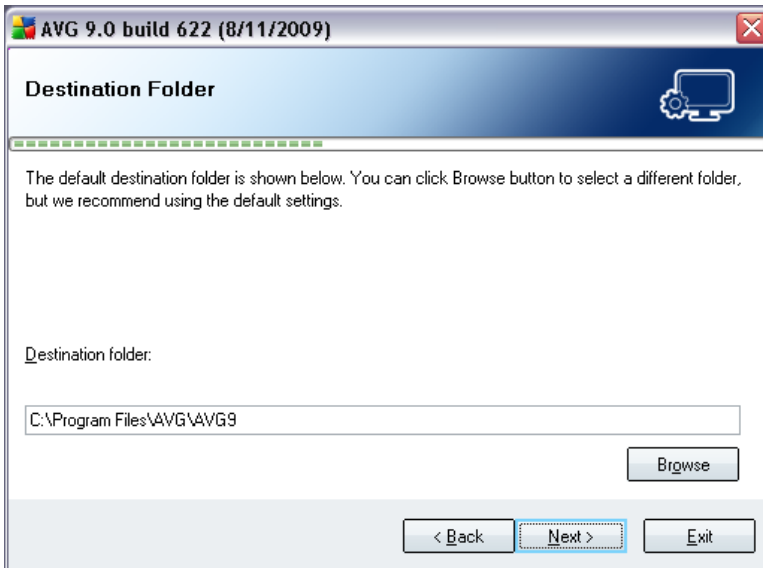 AVG 9.0 build 622 (8/11/2009)
Destination Folder
The default destination folder is shown below. You can click Browse button to select a different folder,
but we recommend using the default settings.
Destination folder:
C:\Program Files\AVG\AVG9
Browse
< Back Next > Exit